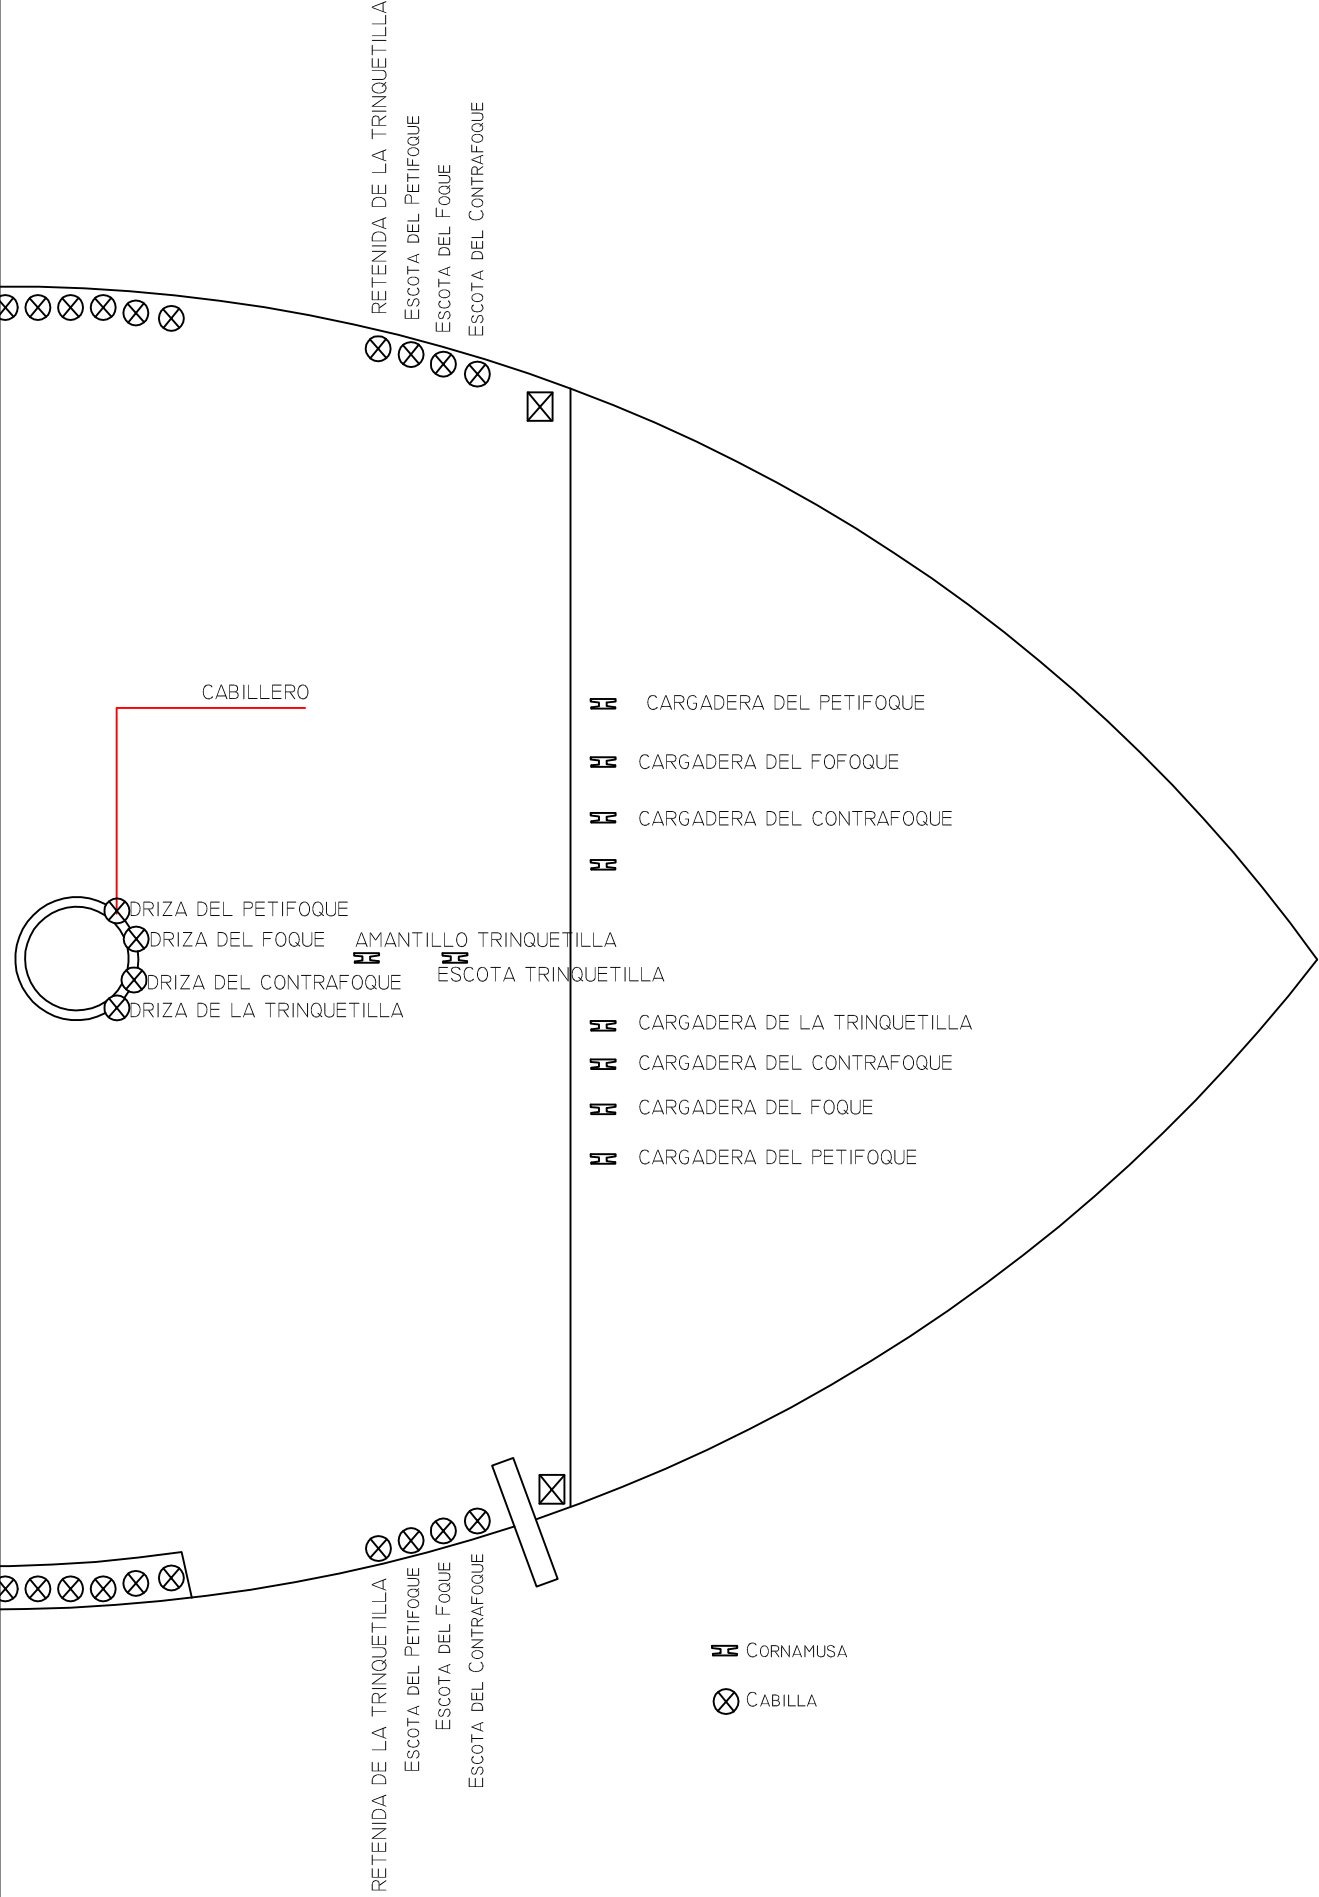 RETENIDA DE LA TRINQUETILLA
ESCOTA DEL PETIFOQUE
ESCOTA DEL FOQUE
ESCOTA DEL CONTRAFOQUE
CABILLERO
CARGADERA DEL PETIFOQUE
CARGADERA DEL FOFOQUE
CARGADERA DEL CONTRAFOQUE
DRIZA DEL PETIFOQUE
DRIZA DEL FOQUE
AMANTILLO TRINQUETILLA
ESCOTA TRINQUETILLA
DRIZA DEL CONTRAFOQUE
DRIZA DE LA TRINQUETILLA
CARGADERA DE LA TRINQUETILLA
CARGADERA DEL CONTRAFOQUE
CARGADERA DEL FOQUE
CARGADERA DEL PETIFOQUE
RETENIDA DE LA TRINQUETILLA
ESCOTA DEL PETIFOQUE
ESCOTA DEL FOQUE
ESCOTA DEL CONTRAFOQUE
CORNAMUSA
CABILLA